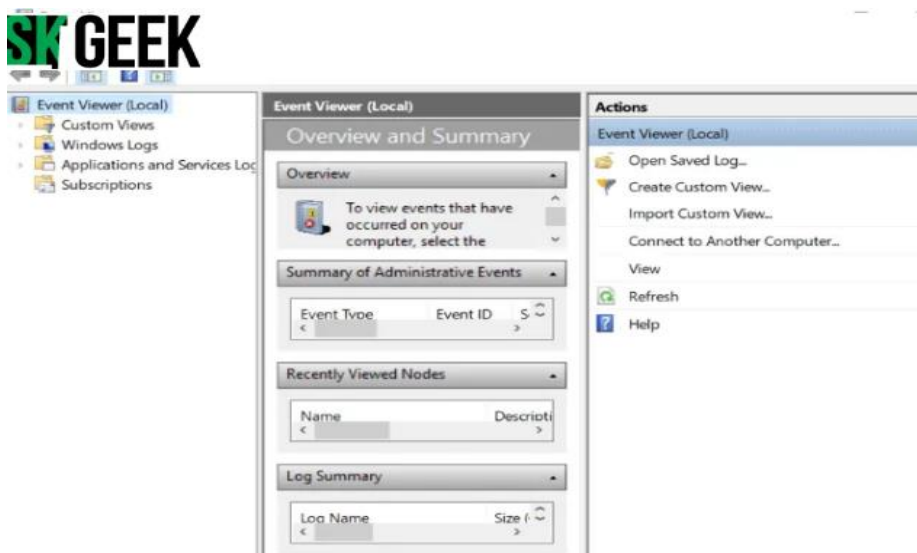 SK GEEK
Event Viewer (Local)
Custom Views
Windows Logs
Applications and Services Log
Subscriptions
Event Viewer (Local)
Overview and Summary
Overview
To view events that have
occurred on your
computer, select the
Summary of Administrative Events
Event Type Event ID S
Recently Viewed Nodes
Name Descripti
Log Summary
Log Name Size (
Actions
Event Viewer (Local)
Open Saved Log...
Create Custom View...
Import Custom View...
Connect to Another Computer...
View
Refresh
Help